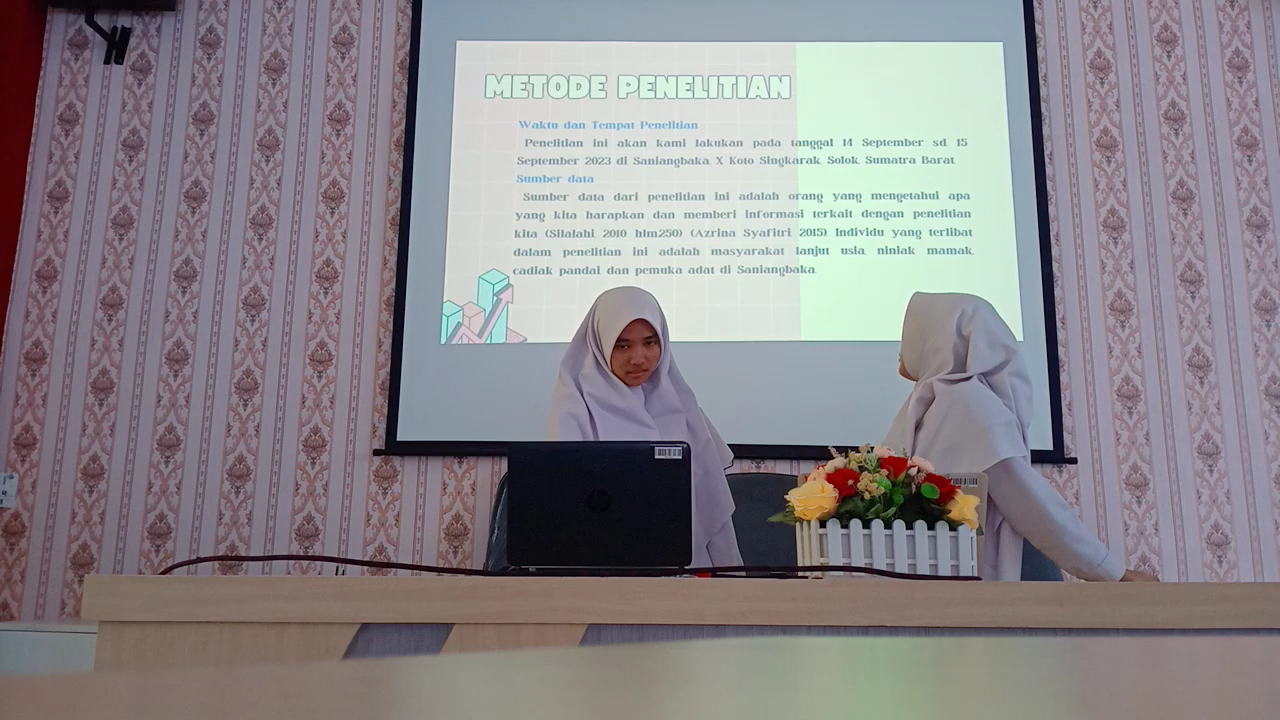 METODE PENELITIAN
Waktu dan Tempat Penelitian
Penelitian ini akan kami lakukan pada tanggal 14 September sd 15
September 2023 di Saniangbaka, X Koto Singkarak, Solok, Sumatra Barat.
Sumber data
Sumber data dari penelitian ini adalah orang yang mengetahui apa
yang kita harapkan dan memberi informasi terkait dengan penelitian
kita (Silalahi, 2010 hlm.250) (Azrina Syafitri, 2015) Individu yang terlibat
dalam penelitian ini adalah masyarakat lanjut usia, niniak mamak,
cadiak pandai, dan pemuka adat di Saniangbaka.
hp